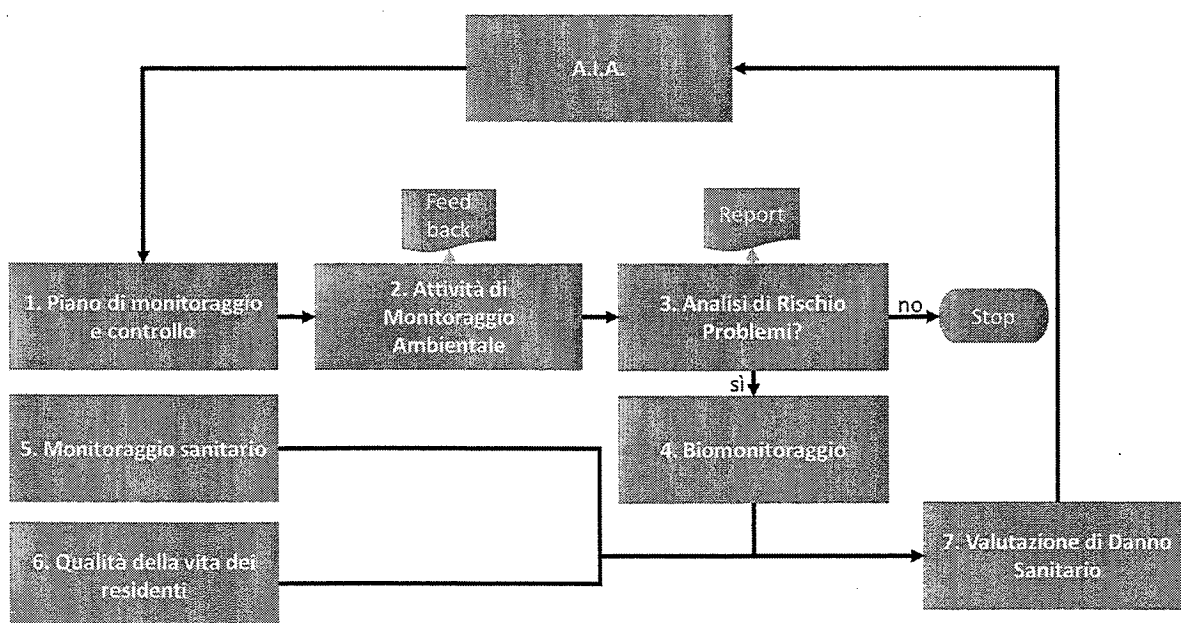 A.I.A.
Feed
back
Report
1. Piano di monitoraggio
e controllo
2. Attività di
Monitoraggio
Ambientale
3. Analisi di Rischio
Problemi?
no
Stop
sì
5. Monitoraggio sanitario
4. Biomonitoraggio
6. Qualità della vita dei
residenti
7. Valutazione di Danno
Sanitario